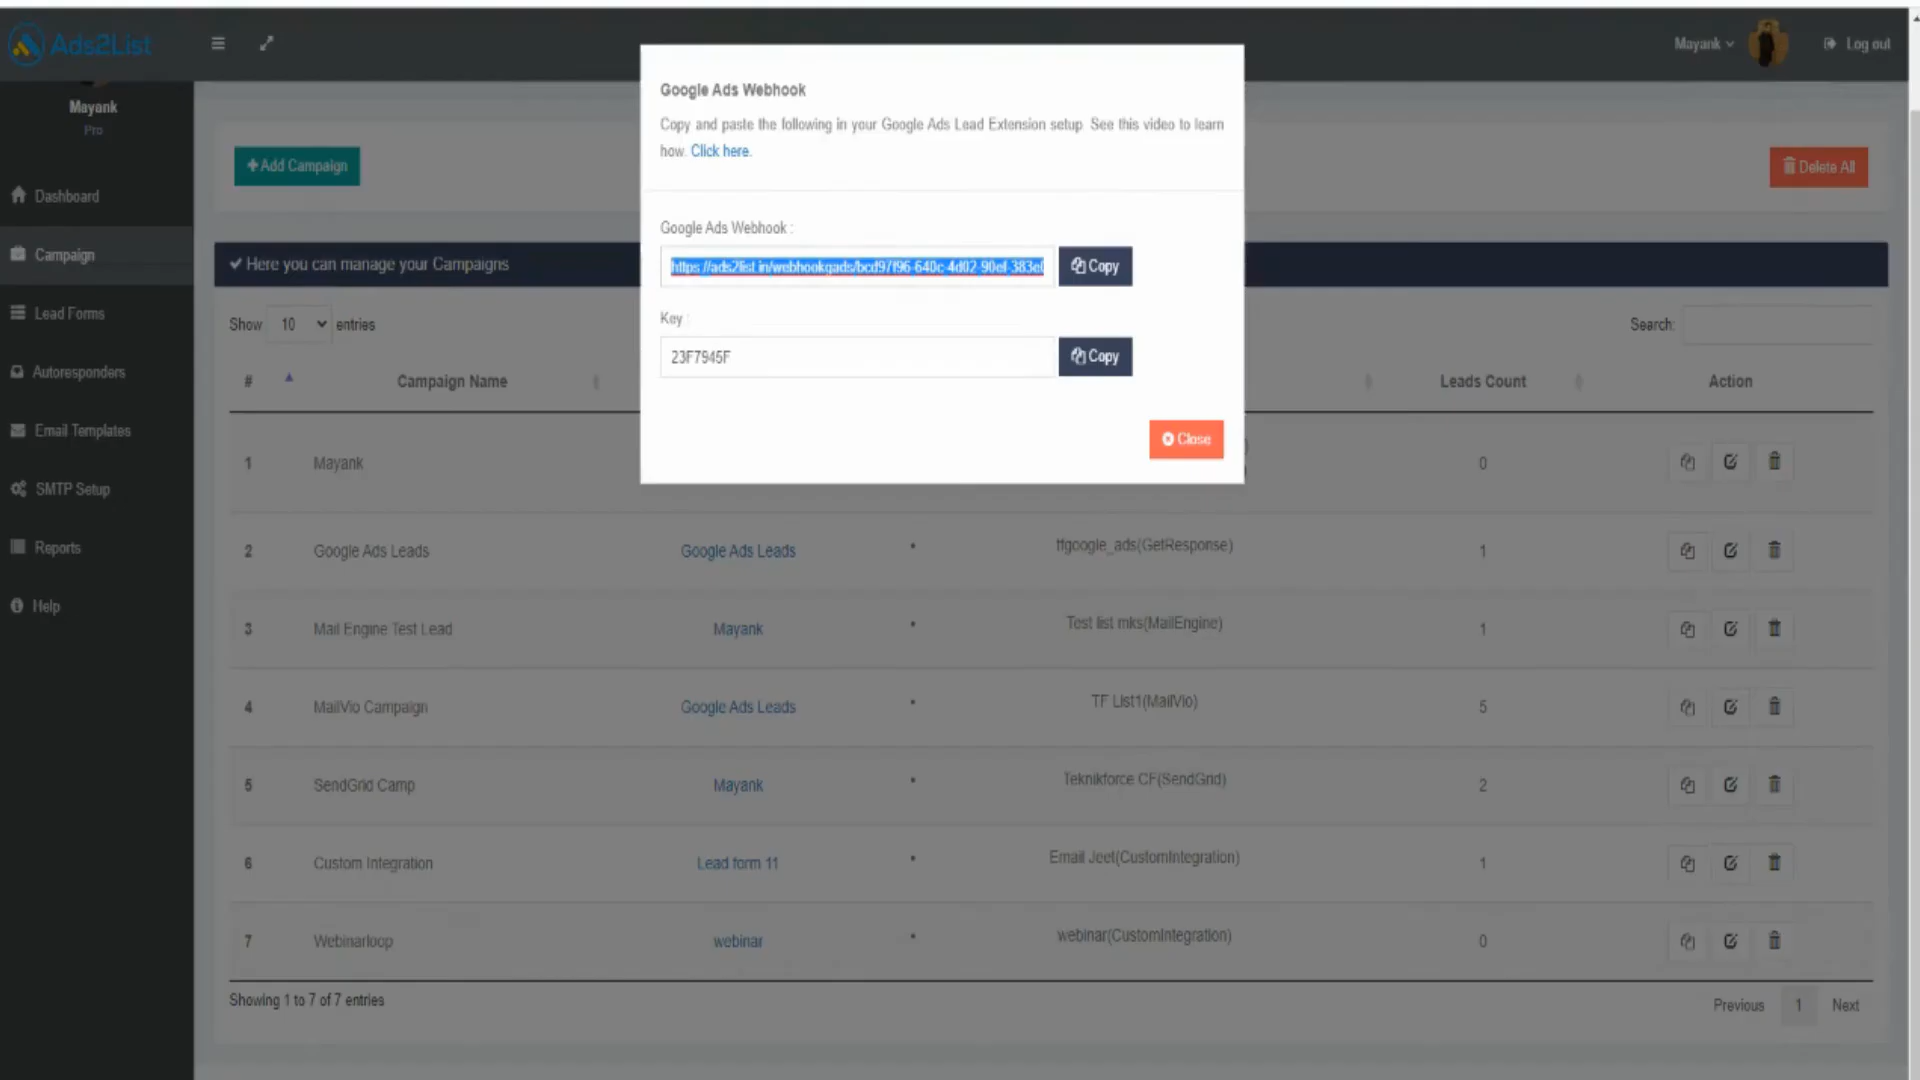 Ads2List
Mayank
Log out
Mayank
Pro
Dashboard
Campaign
Lead Forms
Autoresponders
Email Templates
SMTP Setup
Reports
Help
Google Ads Webhook
Copy and paste the following in your Google Ads Lead Extension setup. See this video to learn
how. Click here.
Google Ads Webhook :
https://ads2list.in/webhookgads/bcd97f96-640c-4d02-90ef-383e
Copy
Key :
23F7945F
Copy
Close
Add Campaign
Delete All
Here you can manage your Campaigns
Show 10 entries
Search:
# Campaign Name Leads Count Action
1 Mayank 0
2 Google Ads Leads Google Ads Leads • tfgoogle_ads(GetResponse) 1
3 Mail Engine Test Lead Mayank • Test list mks(MailEngine) 1
4 MailVio Campaign Google Ads Leads • TF List1(MailVio) 5
5 SendGrid Camp Mayank • Teknikforce CF(SendGrid) 2
6 Custom Integration Lead form 11 • Email Jeet(CustomIntegration) 1
7 Webinarloop webinar • webinar(CustomIntegration) 0
Showing 1 to 7 of 7 entries
Previous 1 Next